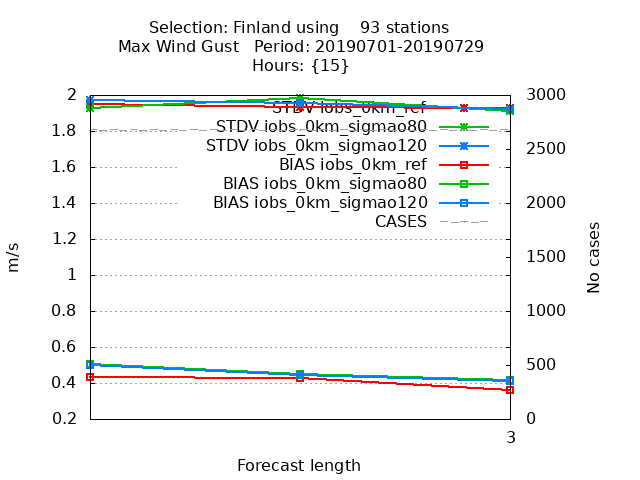 Selection: Finland using 93 stations
Max Wind Gust Period: 20190701-20190729
Hours: {15}
2
1.8
1.6
1.4
1.2
1
0.8
0.6
0.4
0.2
m/s
STDV iobs_0km_ref
STDV iobs_0km_sigmao80
STDV iobs_0km_sigmao120
BIAS iobs_0km_ref
BIAS iobs_0km_sigmao80
BIAS iobs_0km_sigmao120
CASES
3000
2500
2000
1500
1000
500
0
No cases
3
Forecast length